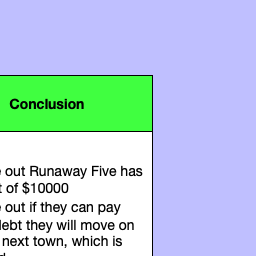 Conclusion
out Runaway Five has
of $10000
out if they can pay
debt they will move on
next town, which is